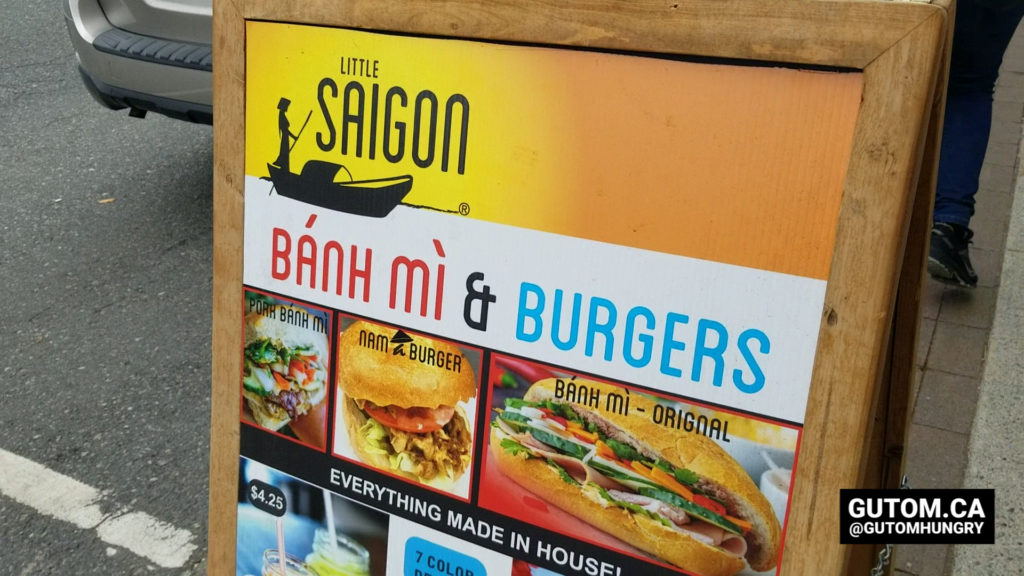 LITTLE
SAIGON
®
BÁNH MÌ & BURGERS
PORK BÁNH MÌ
NAM BURGER
BÁNH MÌ - ORIGNAL
EVERYTHING MADE IN HOUSE!
$4.25
7 COLOR
GUTOM.CA
@GUTOMHUNGRY